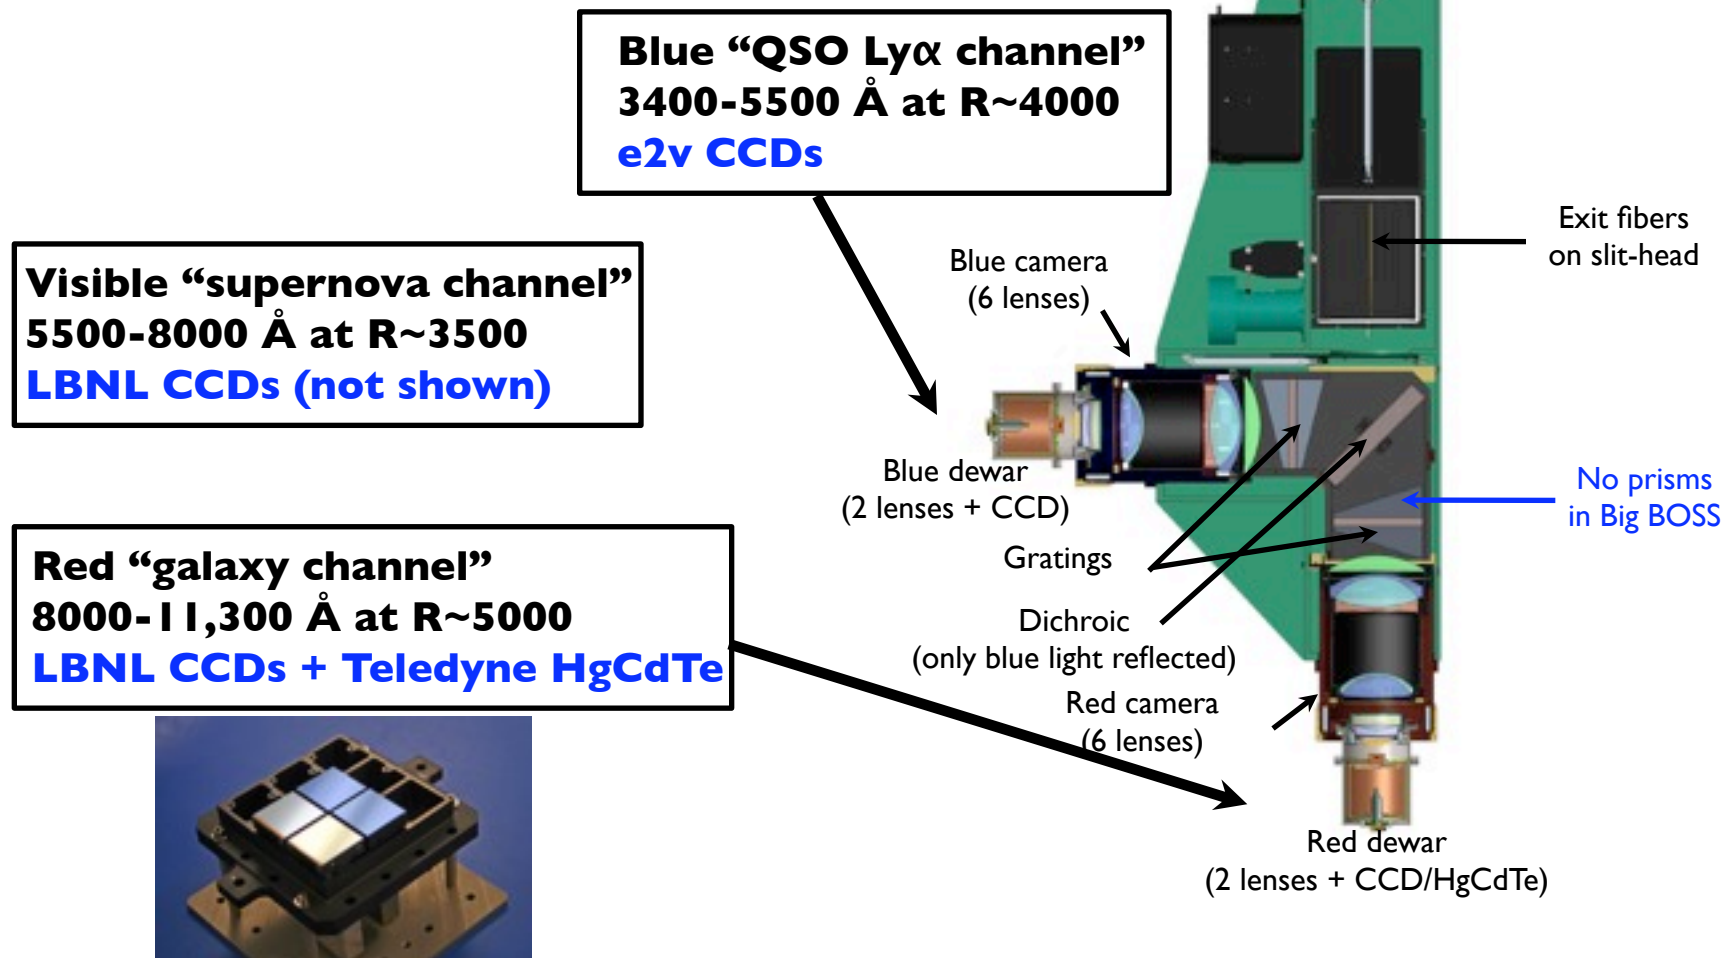 Blue “QSO Lyα channel”
3400-5500 Å at R~4000
e2v CCDs
Visible “supernova channel”
5500-8000 Å at R~3500
LBNL CCDs (not shown)
Exit fibers
on slit-head
Blue camera
(6 lenses)
Blue dewar
(2 lenses + CCD)
No prisms
in Big BOSS
Gratings
Red “galaxy channel”
8000-11,300 Å at R~5000
LBNL CCDs + Teledyne HgCdTe
Dichroic
(only blue light reflected)
Red camera
(6 lenses)
Red dewar
(2 lenses + CCD/HgCdTe)